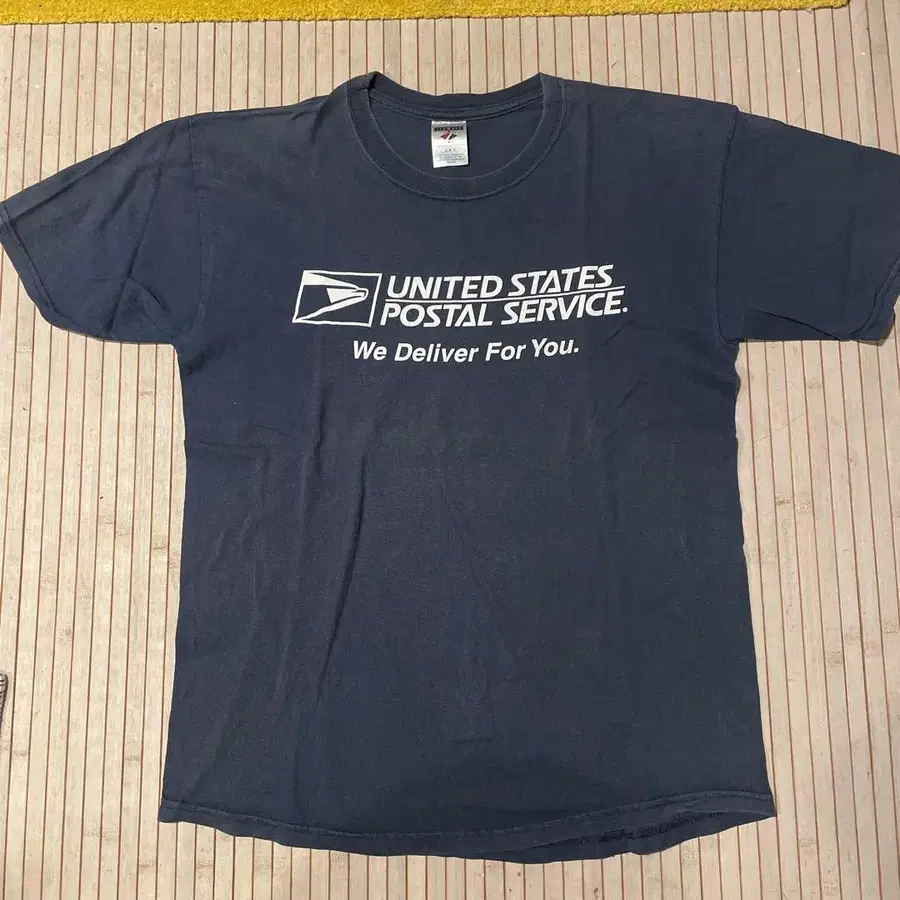 UNITED STATES
POSTAL SERVICE.
We Deliver For You.